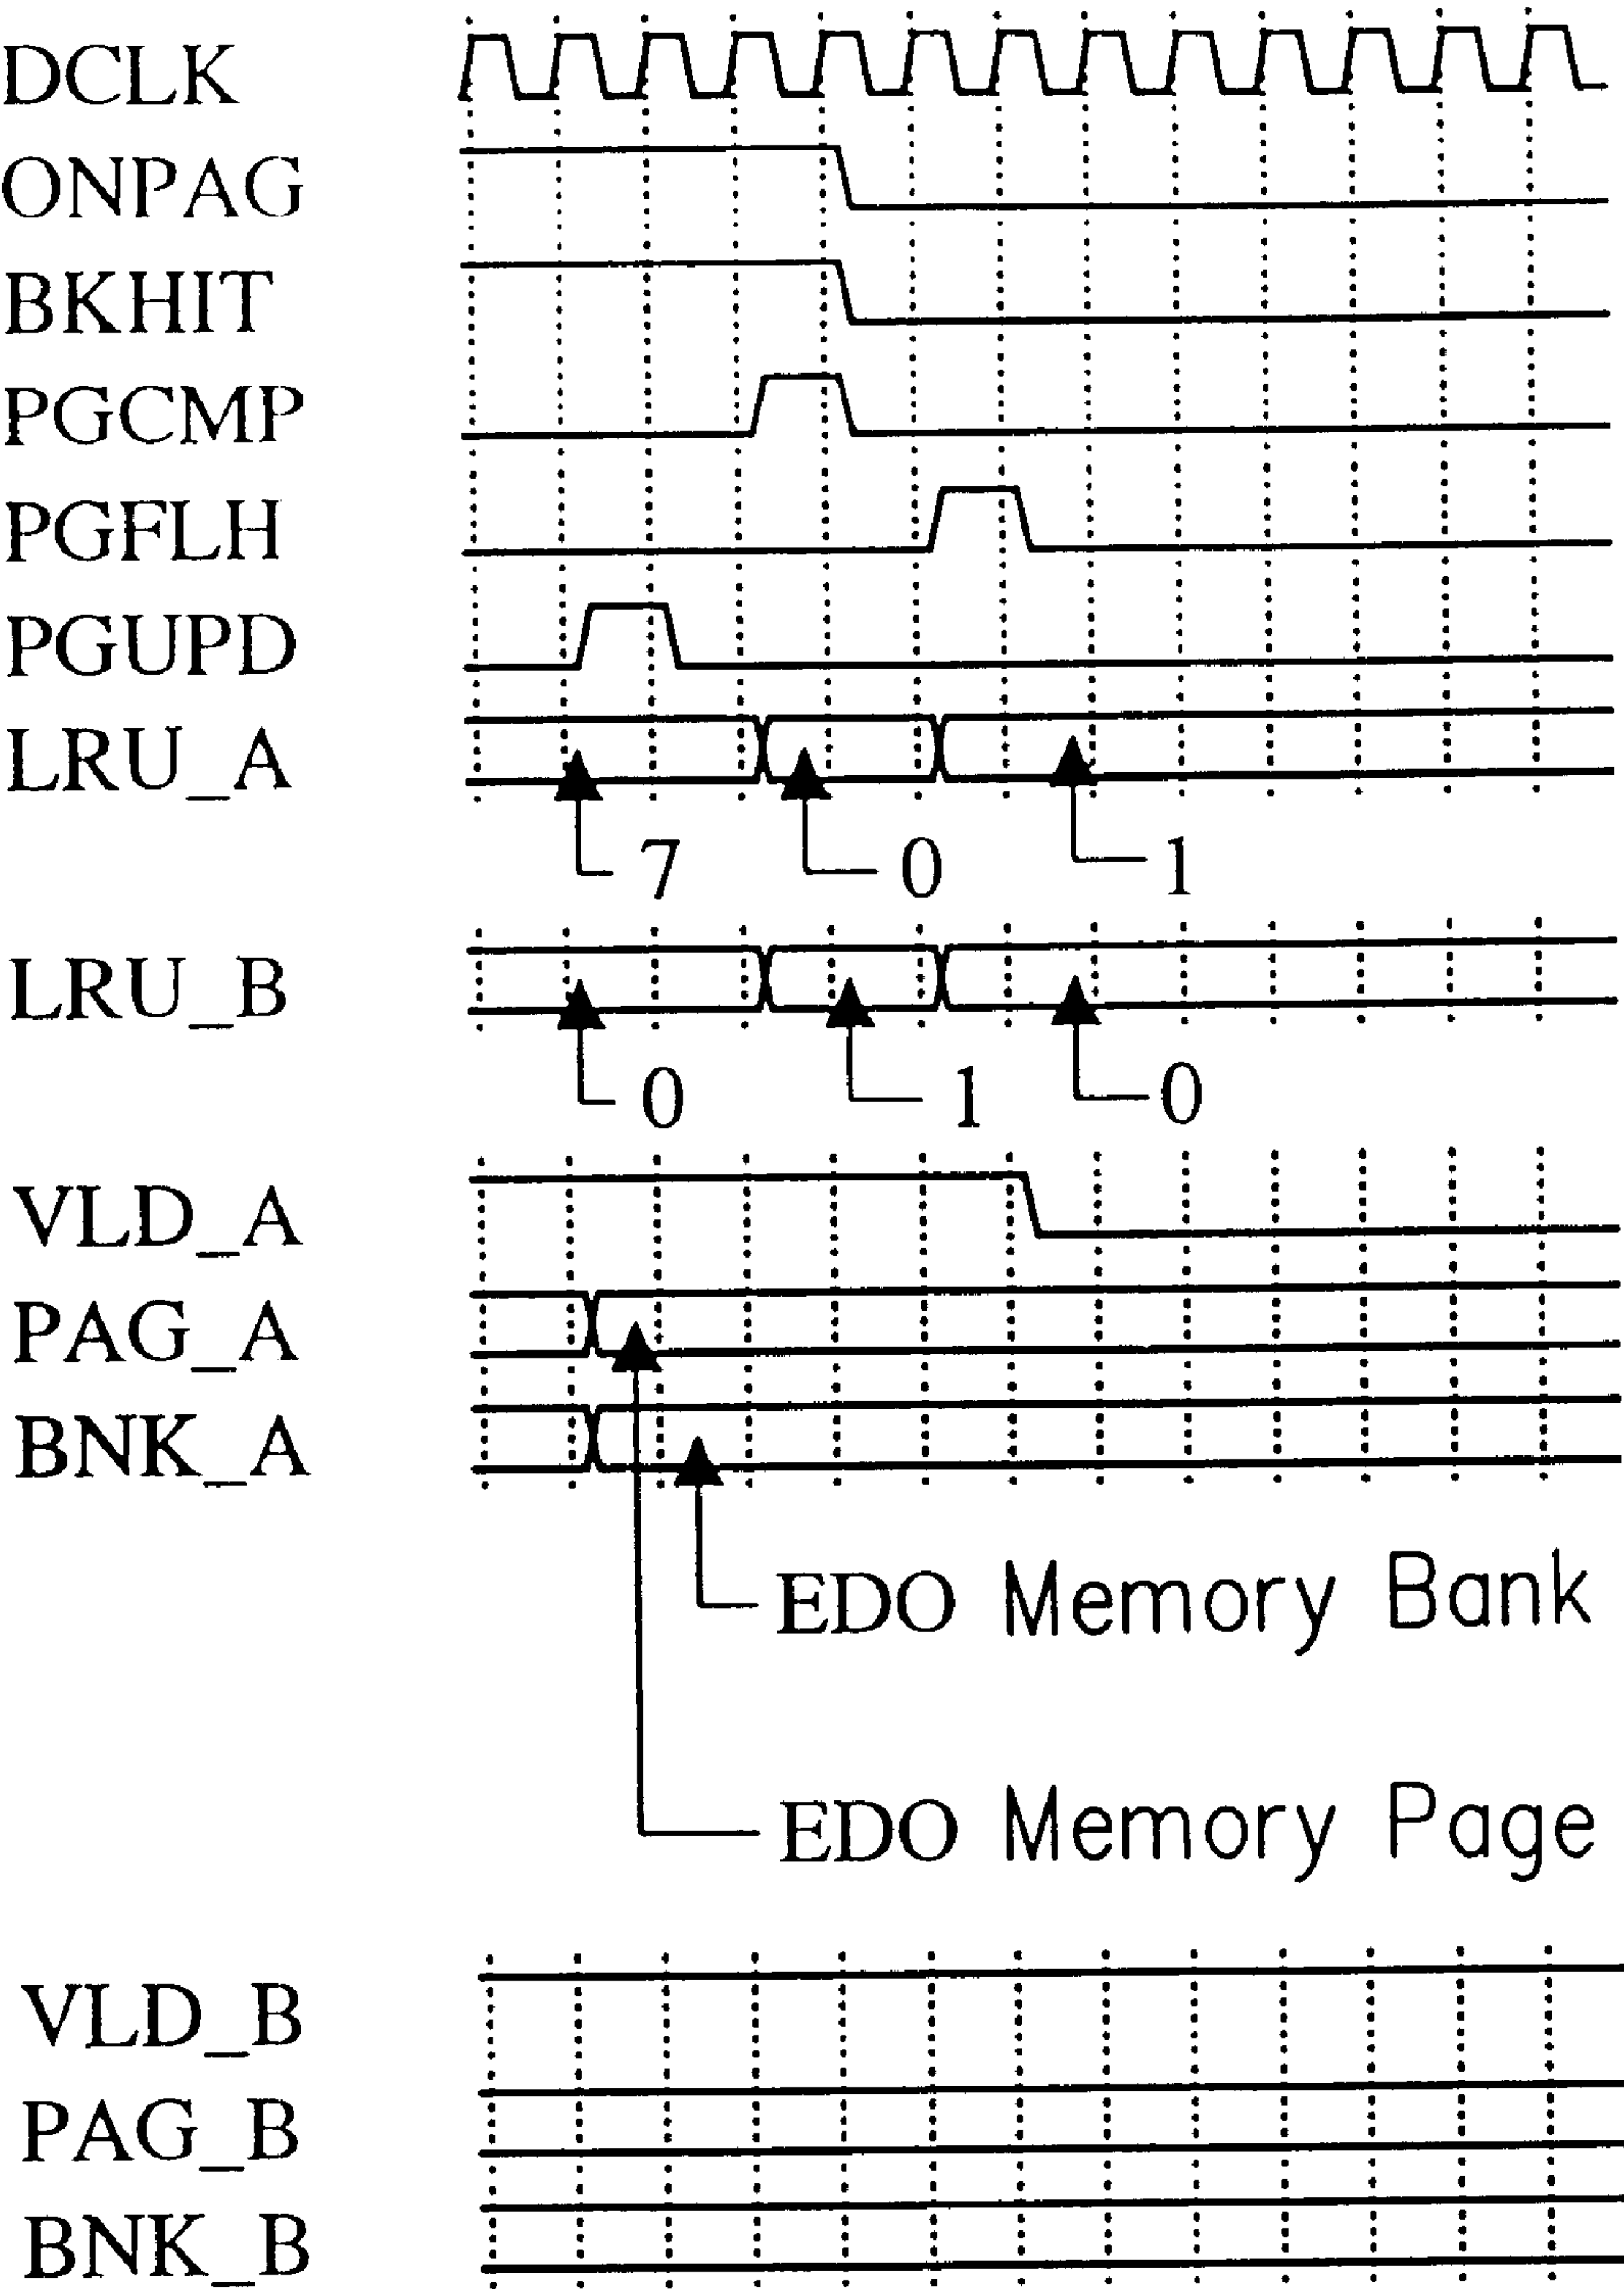 DCLK
ONPAG
BKHIT
PGCMP
PGFLH
PGUPD
LRU_A
7 0 1
LRU_B
0 1 0
VLD_A
PAG_A
BNK_A
EDO Memory Bank
EDO Memory Page
VLD_B
PAG_B
BNK_B